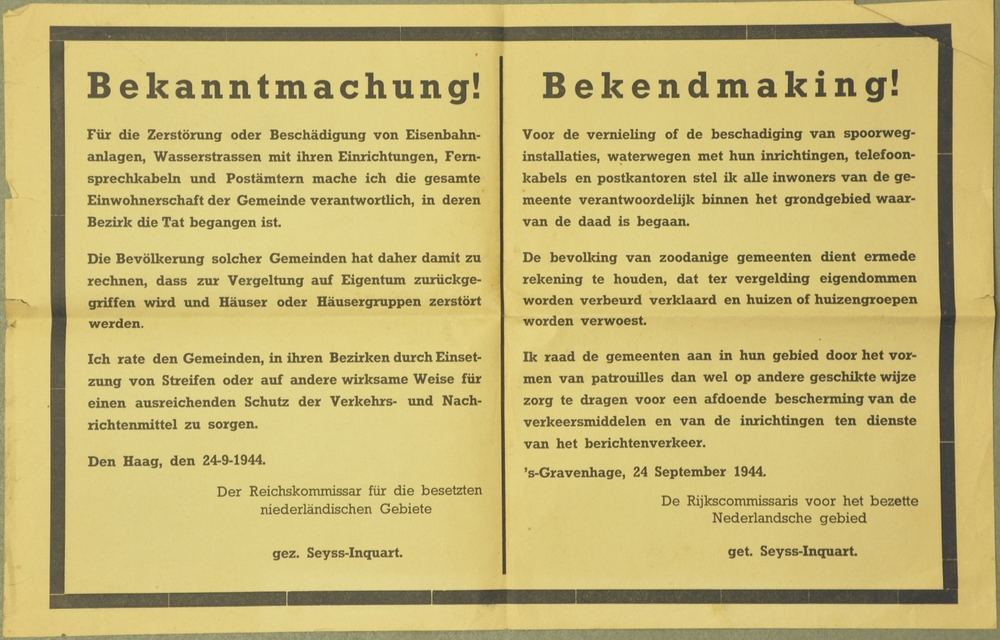 Bekanntmachung!
Für die Zerstörung oder Beschädigung von Eisenbahn-
anlagen, Wasserstrassen mit ihren Einrichtungen, Fern-
sprechkabeln und Postämtern mache ich die gesamte
Einwohnerschaft der Gemeinde verantwortlich, in deren
Bezirk die Tat begangen ist.
Die Bevölkerung solcher Gemeinden hat daher damit zu
rechnen, dass zur Vergeltung auf Eigentum zurückge-
griffen wird und Häuser oder Häusergruppen zerstört
werden.
Ich rate den Gemeinden, in ihren Bezirken durch Einset-
zung von Streifen oder auf andere wirksame Weise für
einen ausreichenden Schutz der Verkehrs- und Nach-
richtenmittel zu sorgen.
Den Haag, den 24-9-1944.
Der Reichskommissar für die besetzten
niederländischen Gebiete
gez. Seyss-Inquart.
Bekendmaking!
Voor de vernieling of de beschadiging van spoorweg-
installaties, waterwegen met hun inrichtingen, telefoon-
kabels en postkantoren stel ik alle inwoners van de ge-
meente verantwoordelijk binnen het grondgebied waar-
van de daad is begaan.
De bevolking van zoodanige gemeenten dient ermede
rekening te houden, dat ter vergelding eigendommen
worden verbeurd verklaard en huizen of huizengroepen
worden verwoest.
Ik raad de gemeenten aan in hun gebied door het vor-
men van patrouilles dan wel op andere geschikte wijze
zorg te dragen voor een afdoende bescherming van de
verkeersmiddelen en van de inrichtingen ten dienste
van het berichtenverkeer.
's-Gravenhage, 24 September 1944.
De Rijkscommissaris voor het bezette
Nederlandsche gebied
get. Seyss-Inquart.